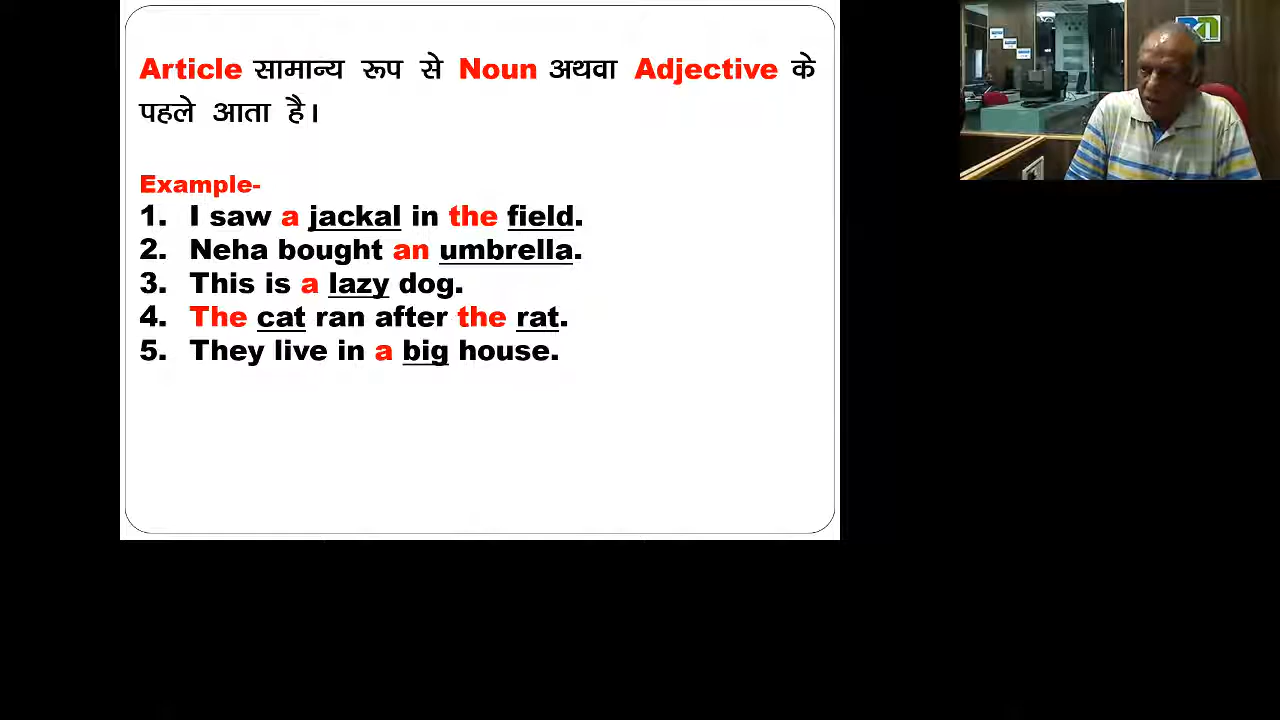 Article सामान्य रूप से Noun अथवा Adjective के
पहले आता है।
Example-
1. I saw a jackal in the field.
2. Neha bought an umbrella.
3. This is a lazy dog.
4. The cat ran after the rat.
5. They live in a big house.